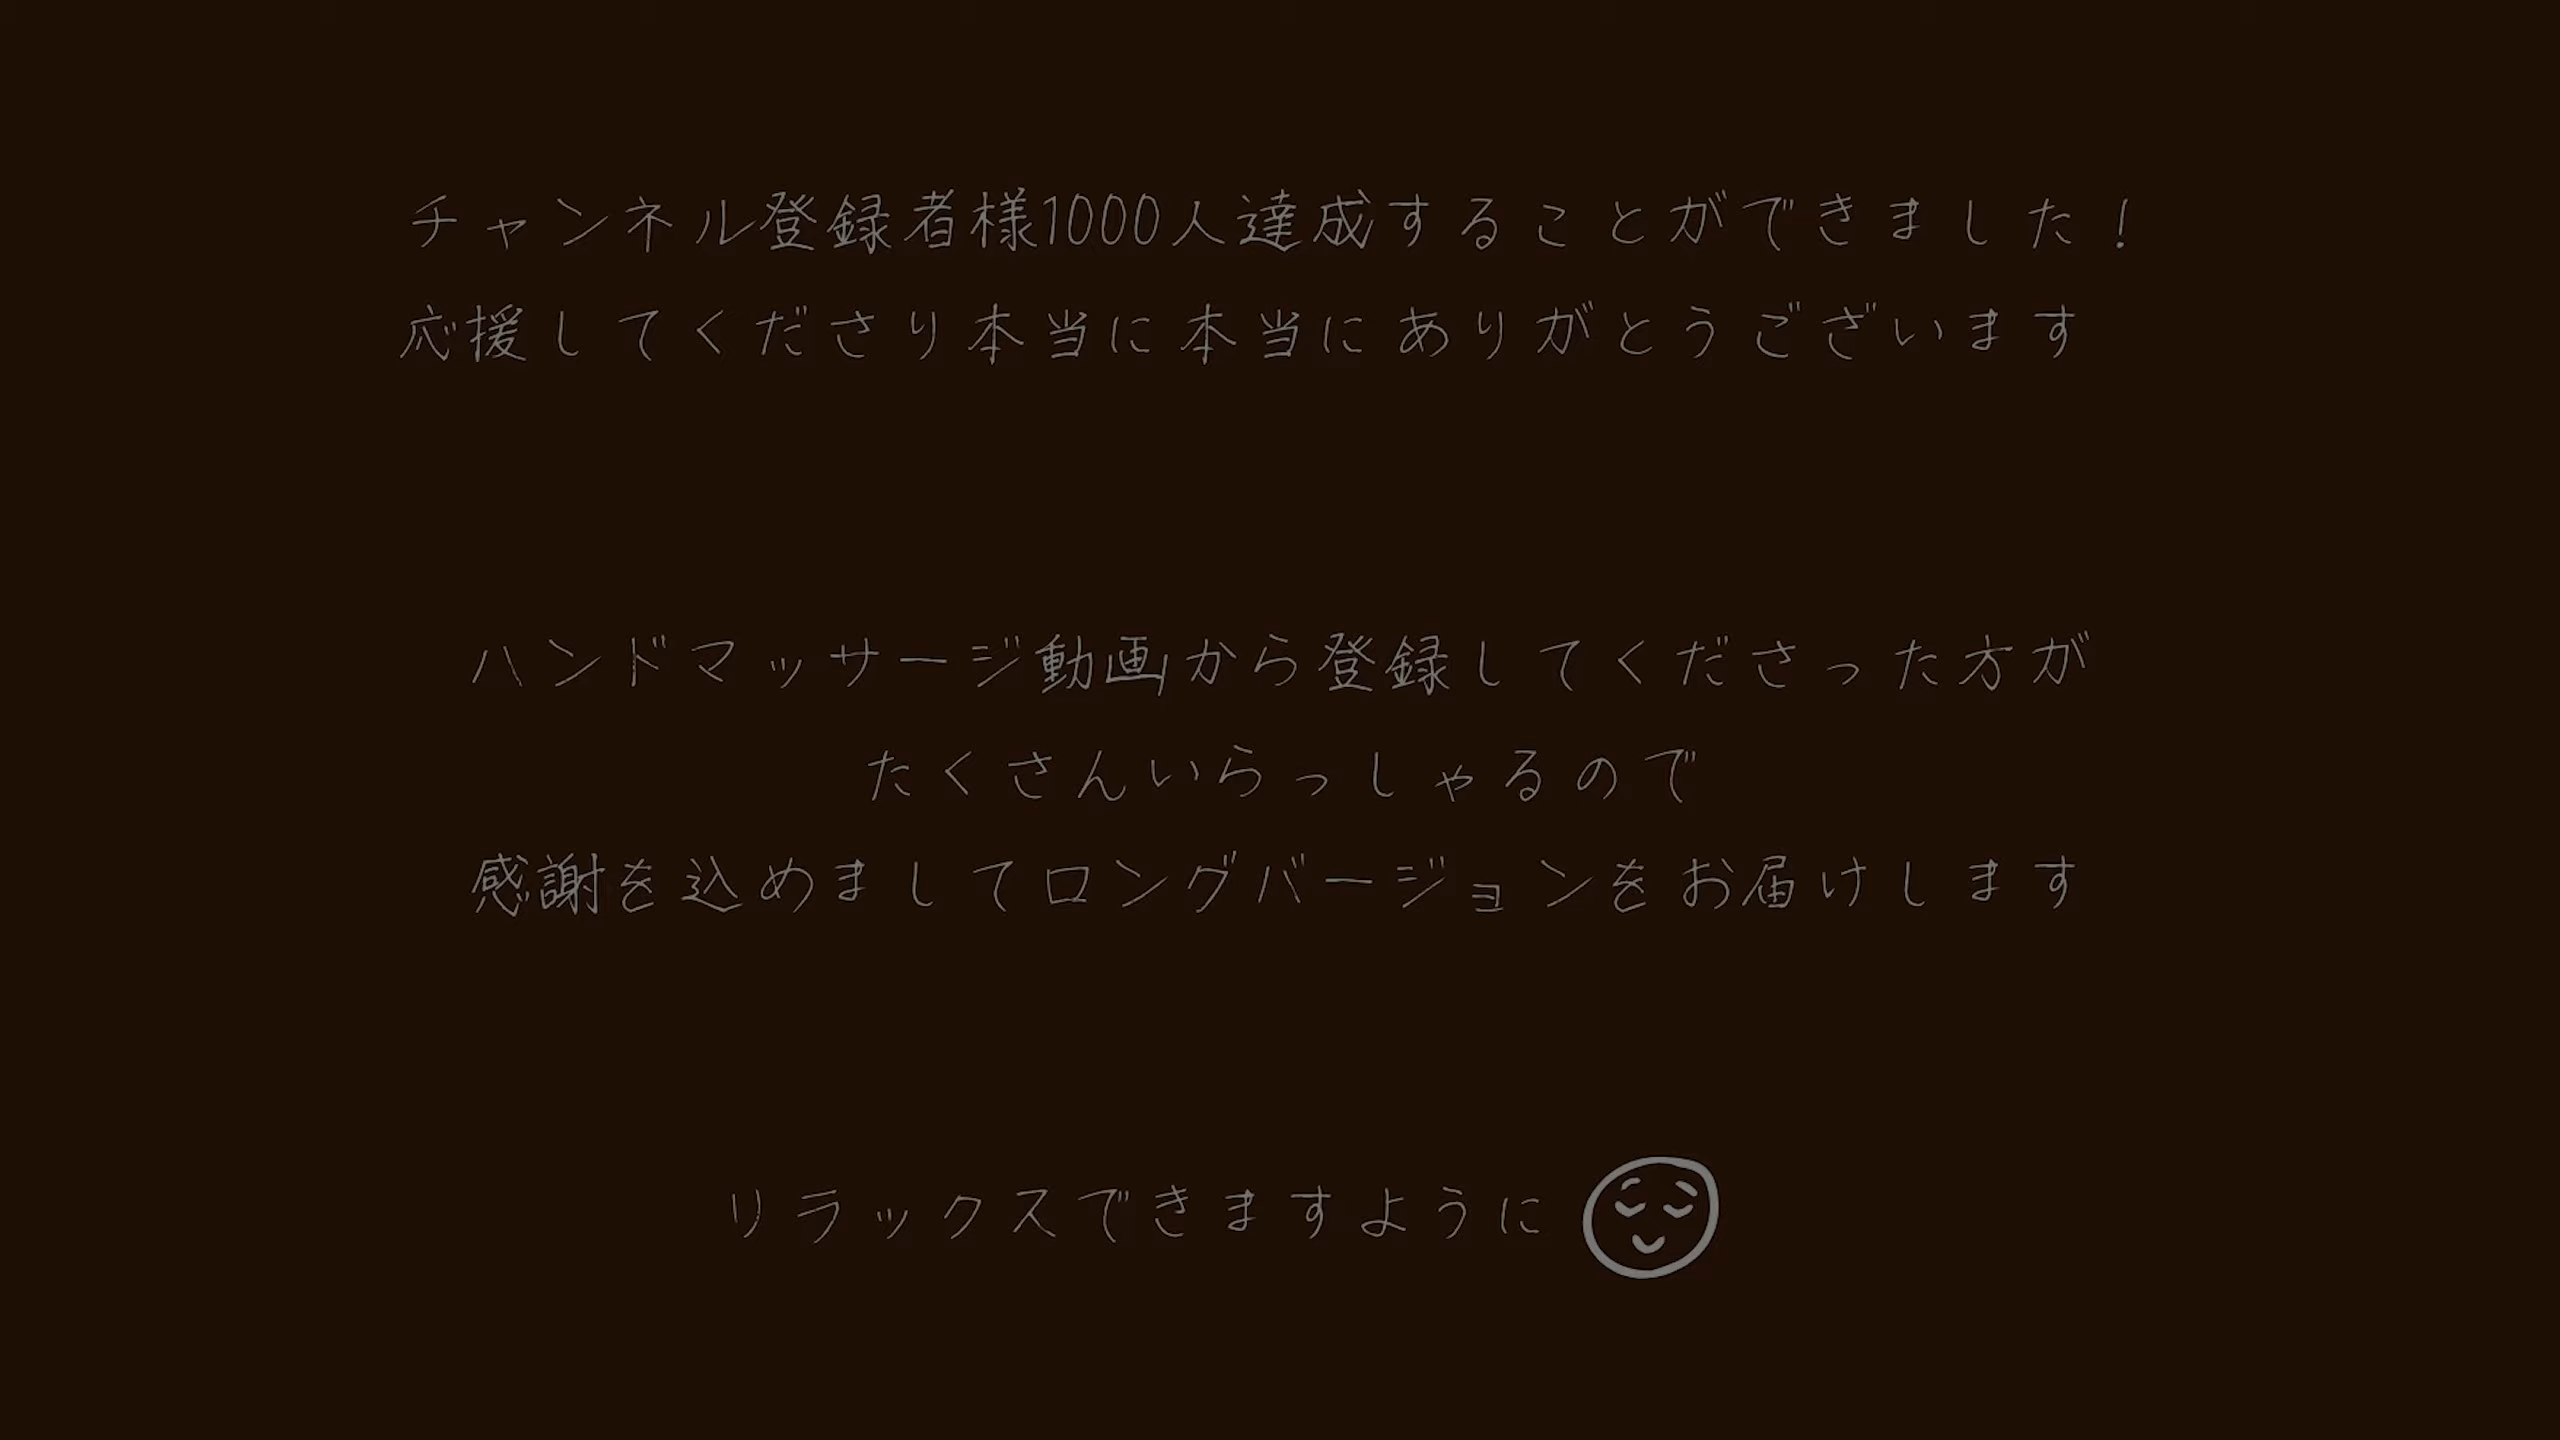 チャンネル登録者様1000人達成することができました！
応援してくださり本当に本当にありがとうございます
ハンドマッサージ動画から登録してくださった方が
たくさんいらっしゃるので
感謝を込めましてロングバージョンをお届けします
リラックスできますように